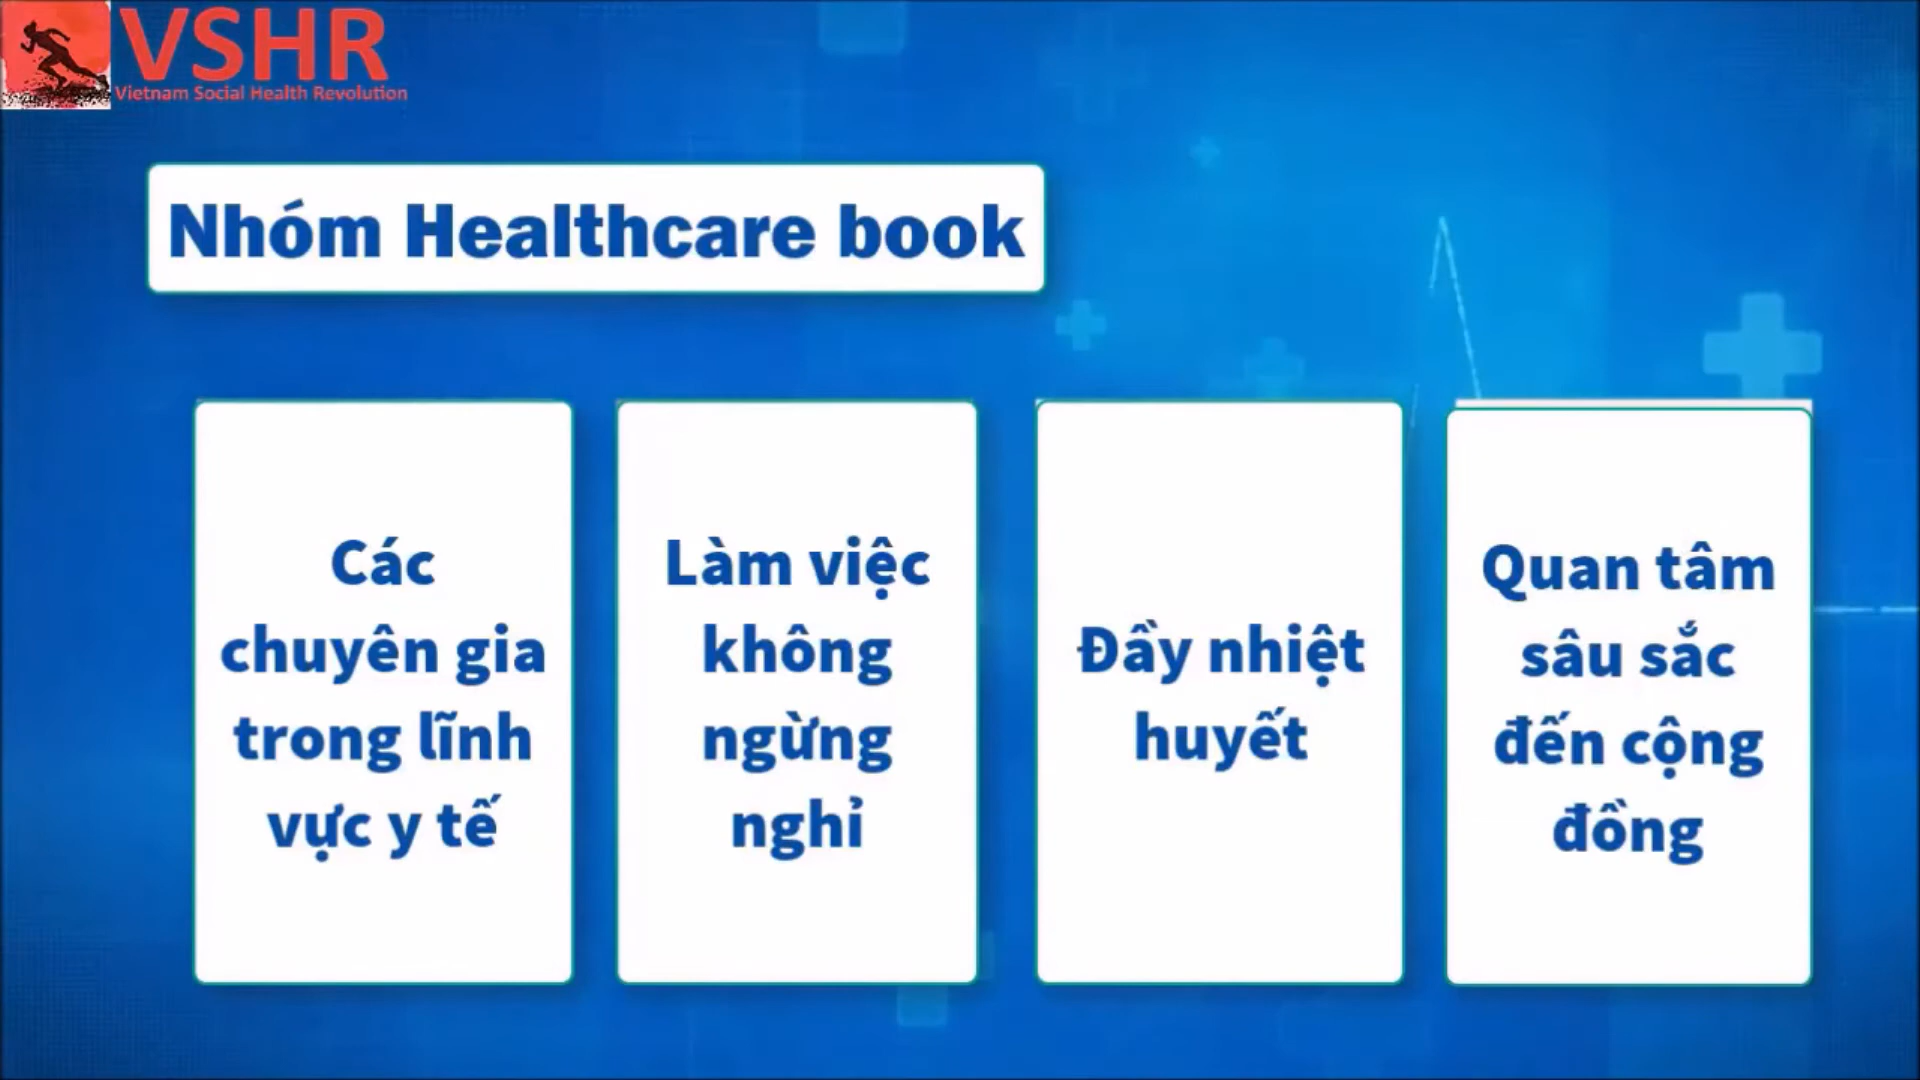 VSHR
Vietnam Social Health Revolution
Nhóm Healthcare book
Các
chuyên gia
trong lĩnh
vực y tế
Làm việc
không
ngừng
nghỉ
Đầy nhiệt
huyết
Quan tâm
sâu sắc
đến cộng
đồng